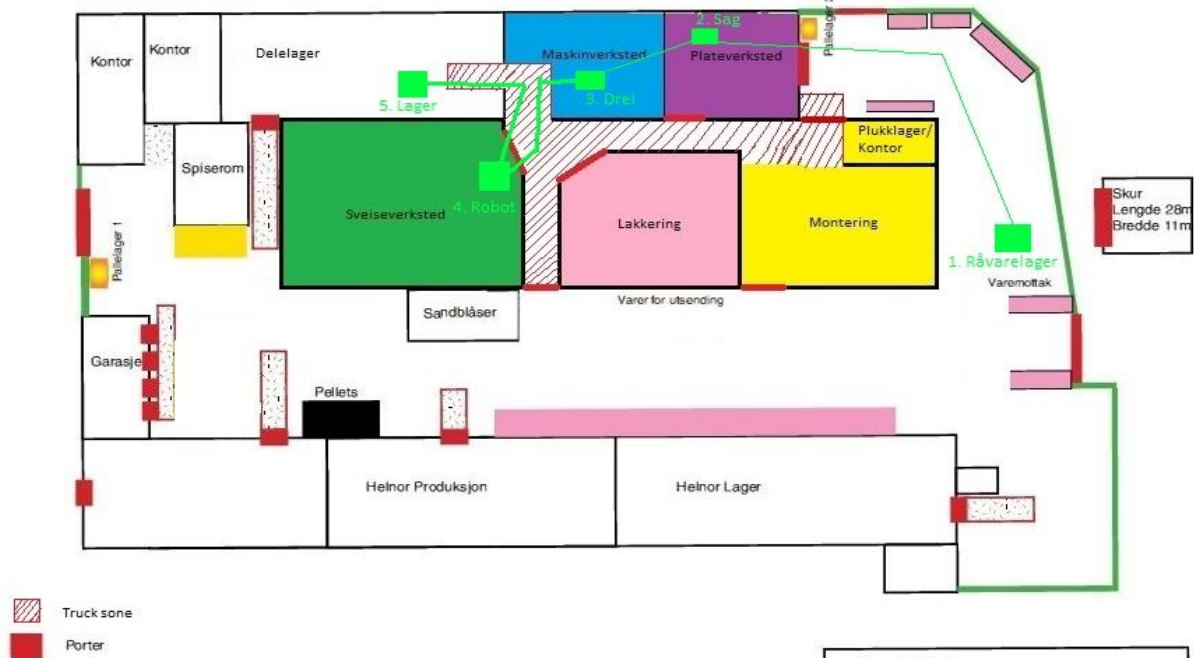 Kontor
Kontor
Delelager
Maskinverksted
2. Sag
Plateverksted
Pallelager 2
5. Lager
3. Drei
Plukklager/
Kontor
Spiserom
4. Robot
Sveiseverksted
Lakkering
Montering
Skur
Lengde 28m
Bredde 11m
1. Råvarelager
Varemottak
Pallelager 1
Varer for utsending
Sandblåser
Garasje
Pellets
Helnor Produksjon
Helnor Lager
Truck sone
Porter